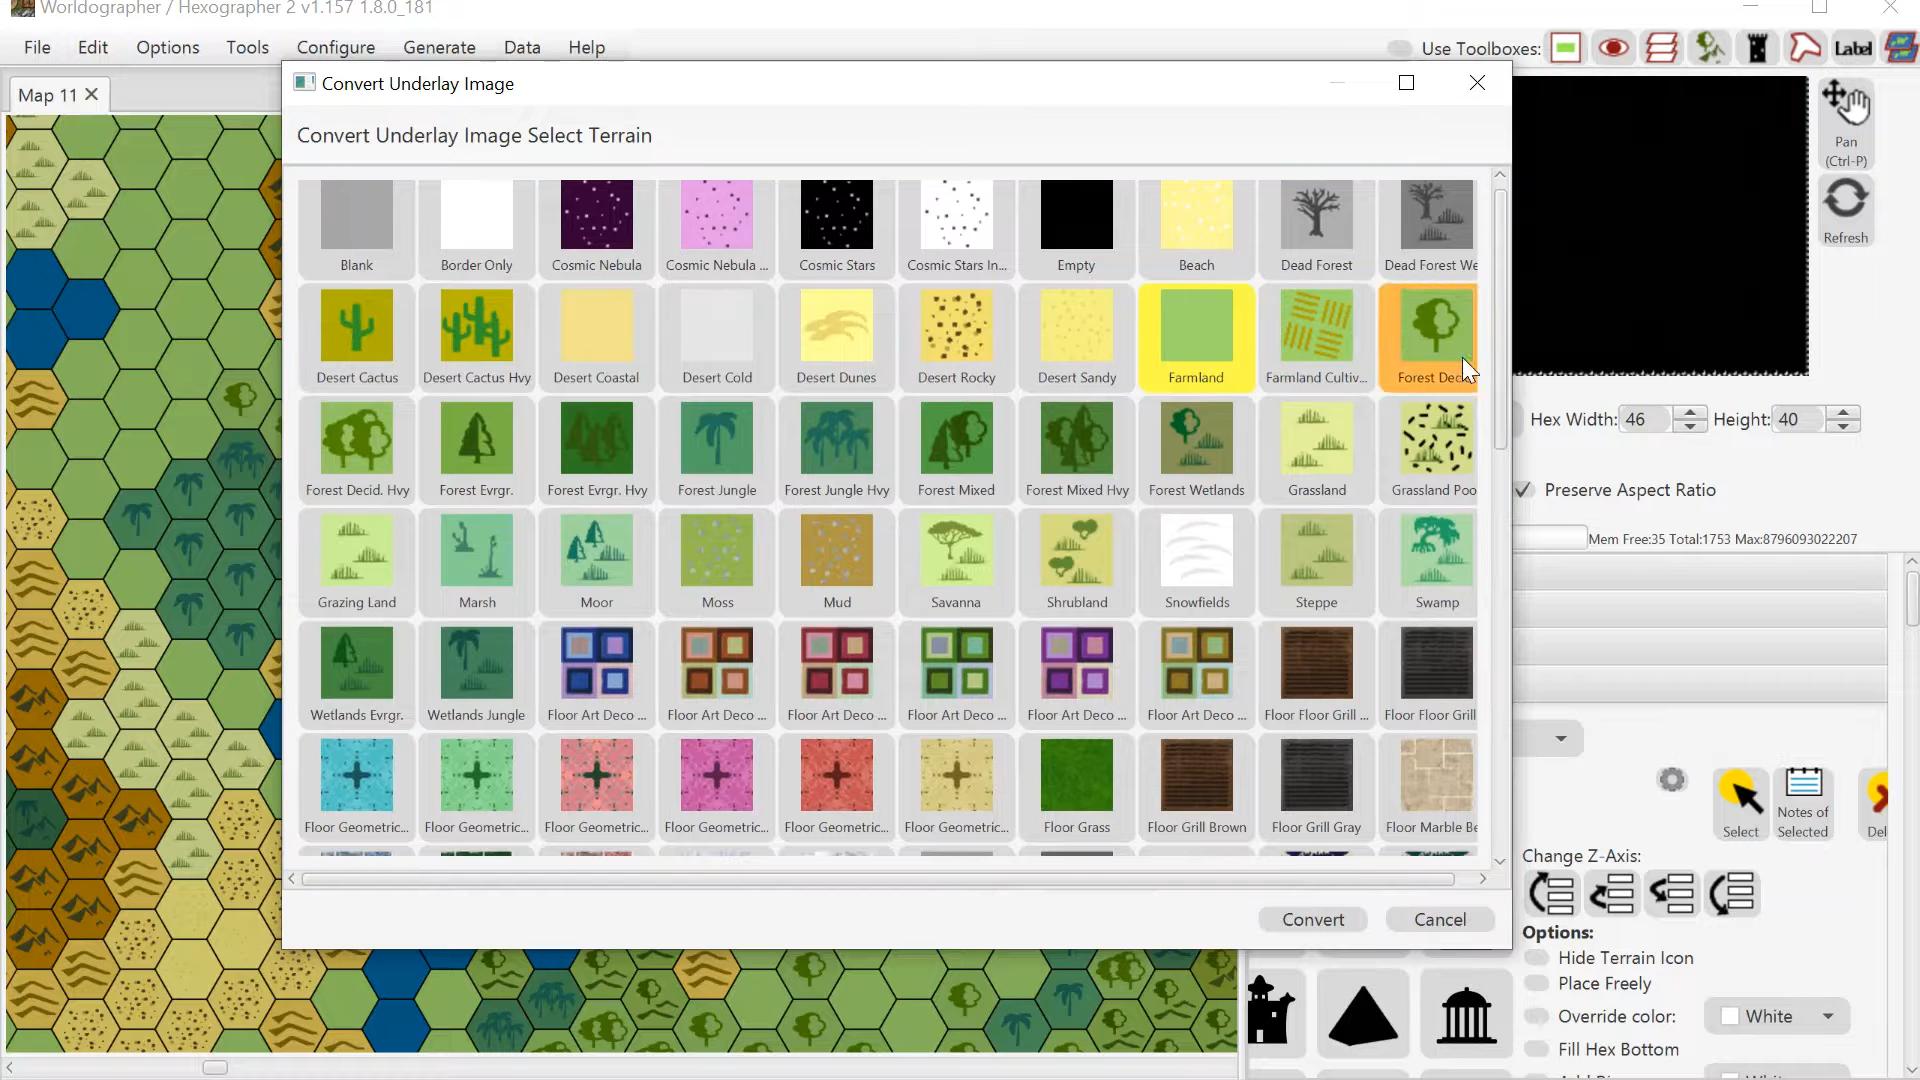 Worldographer / Hexographer 2 v1.157 1.8.0_181
File Edit Options Tools Configure Generate Data Help Use Toolboxes: Label
Map 11
Convert Underlay Image
Convert Underlay Image Select Terrain
Pan
(Ctrl-P)
Refresh
Blank Border Only Cosmic Nebula Cosmic Nebula ... Cosmic Stars Cosmic Stars In... Empty Beach Dead Forest Dead Forest We
Desert Cactus Desert Cactus Hvy Desert Coastal Desert Cold Desert Dunes Desert Rocky Desert Sandy Farmland Farmland Cultiv... Forest Dec
Hex Width: 46 Height: 40
Forest Decid. Hvy Forest Evrgr. Forest Evrgr. Hvy Forest Jungle Forest Jungle Hvy Forest Mixed Forest Mixed Hvy Forest Wetlands Grassland Grassland Poo
Preserve Aspect Ratio
Mem Free:35 Total:1753 Max:8796093022207
Grazing Land Marsh Moor Moss Mud Savanna Shrubland Snowfields Steppe Swamp
Wetlands Evrgr. Wetlands Jungle Floor Art Deco ... Floor Art Deco ... Floor Art Deco ... Floor Art Deco ... Floor Art Deco ... Floor Art Deco ... Floor Floor Grill ... Floor Floor Grill
Floor Geometric... Floor Geometric... Floor Geometric... Floor Geometric... Floor Geometric... Floor Geometric... Floor Grass Floor Grill Brown Floor Grill Gray Floor Marble Be
Select
Notes of
Selected
Del
Change Z-Axis:
Convert Cancel
Options:
Hide Terrain Icon
Place Freely
Override color: White
Fill Hex Bottom